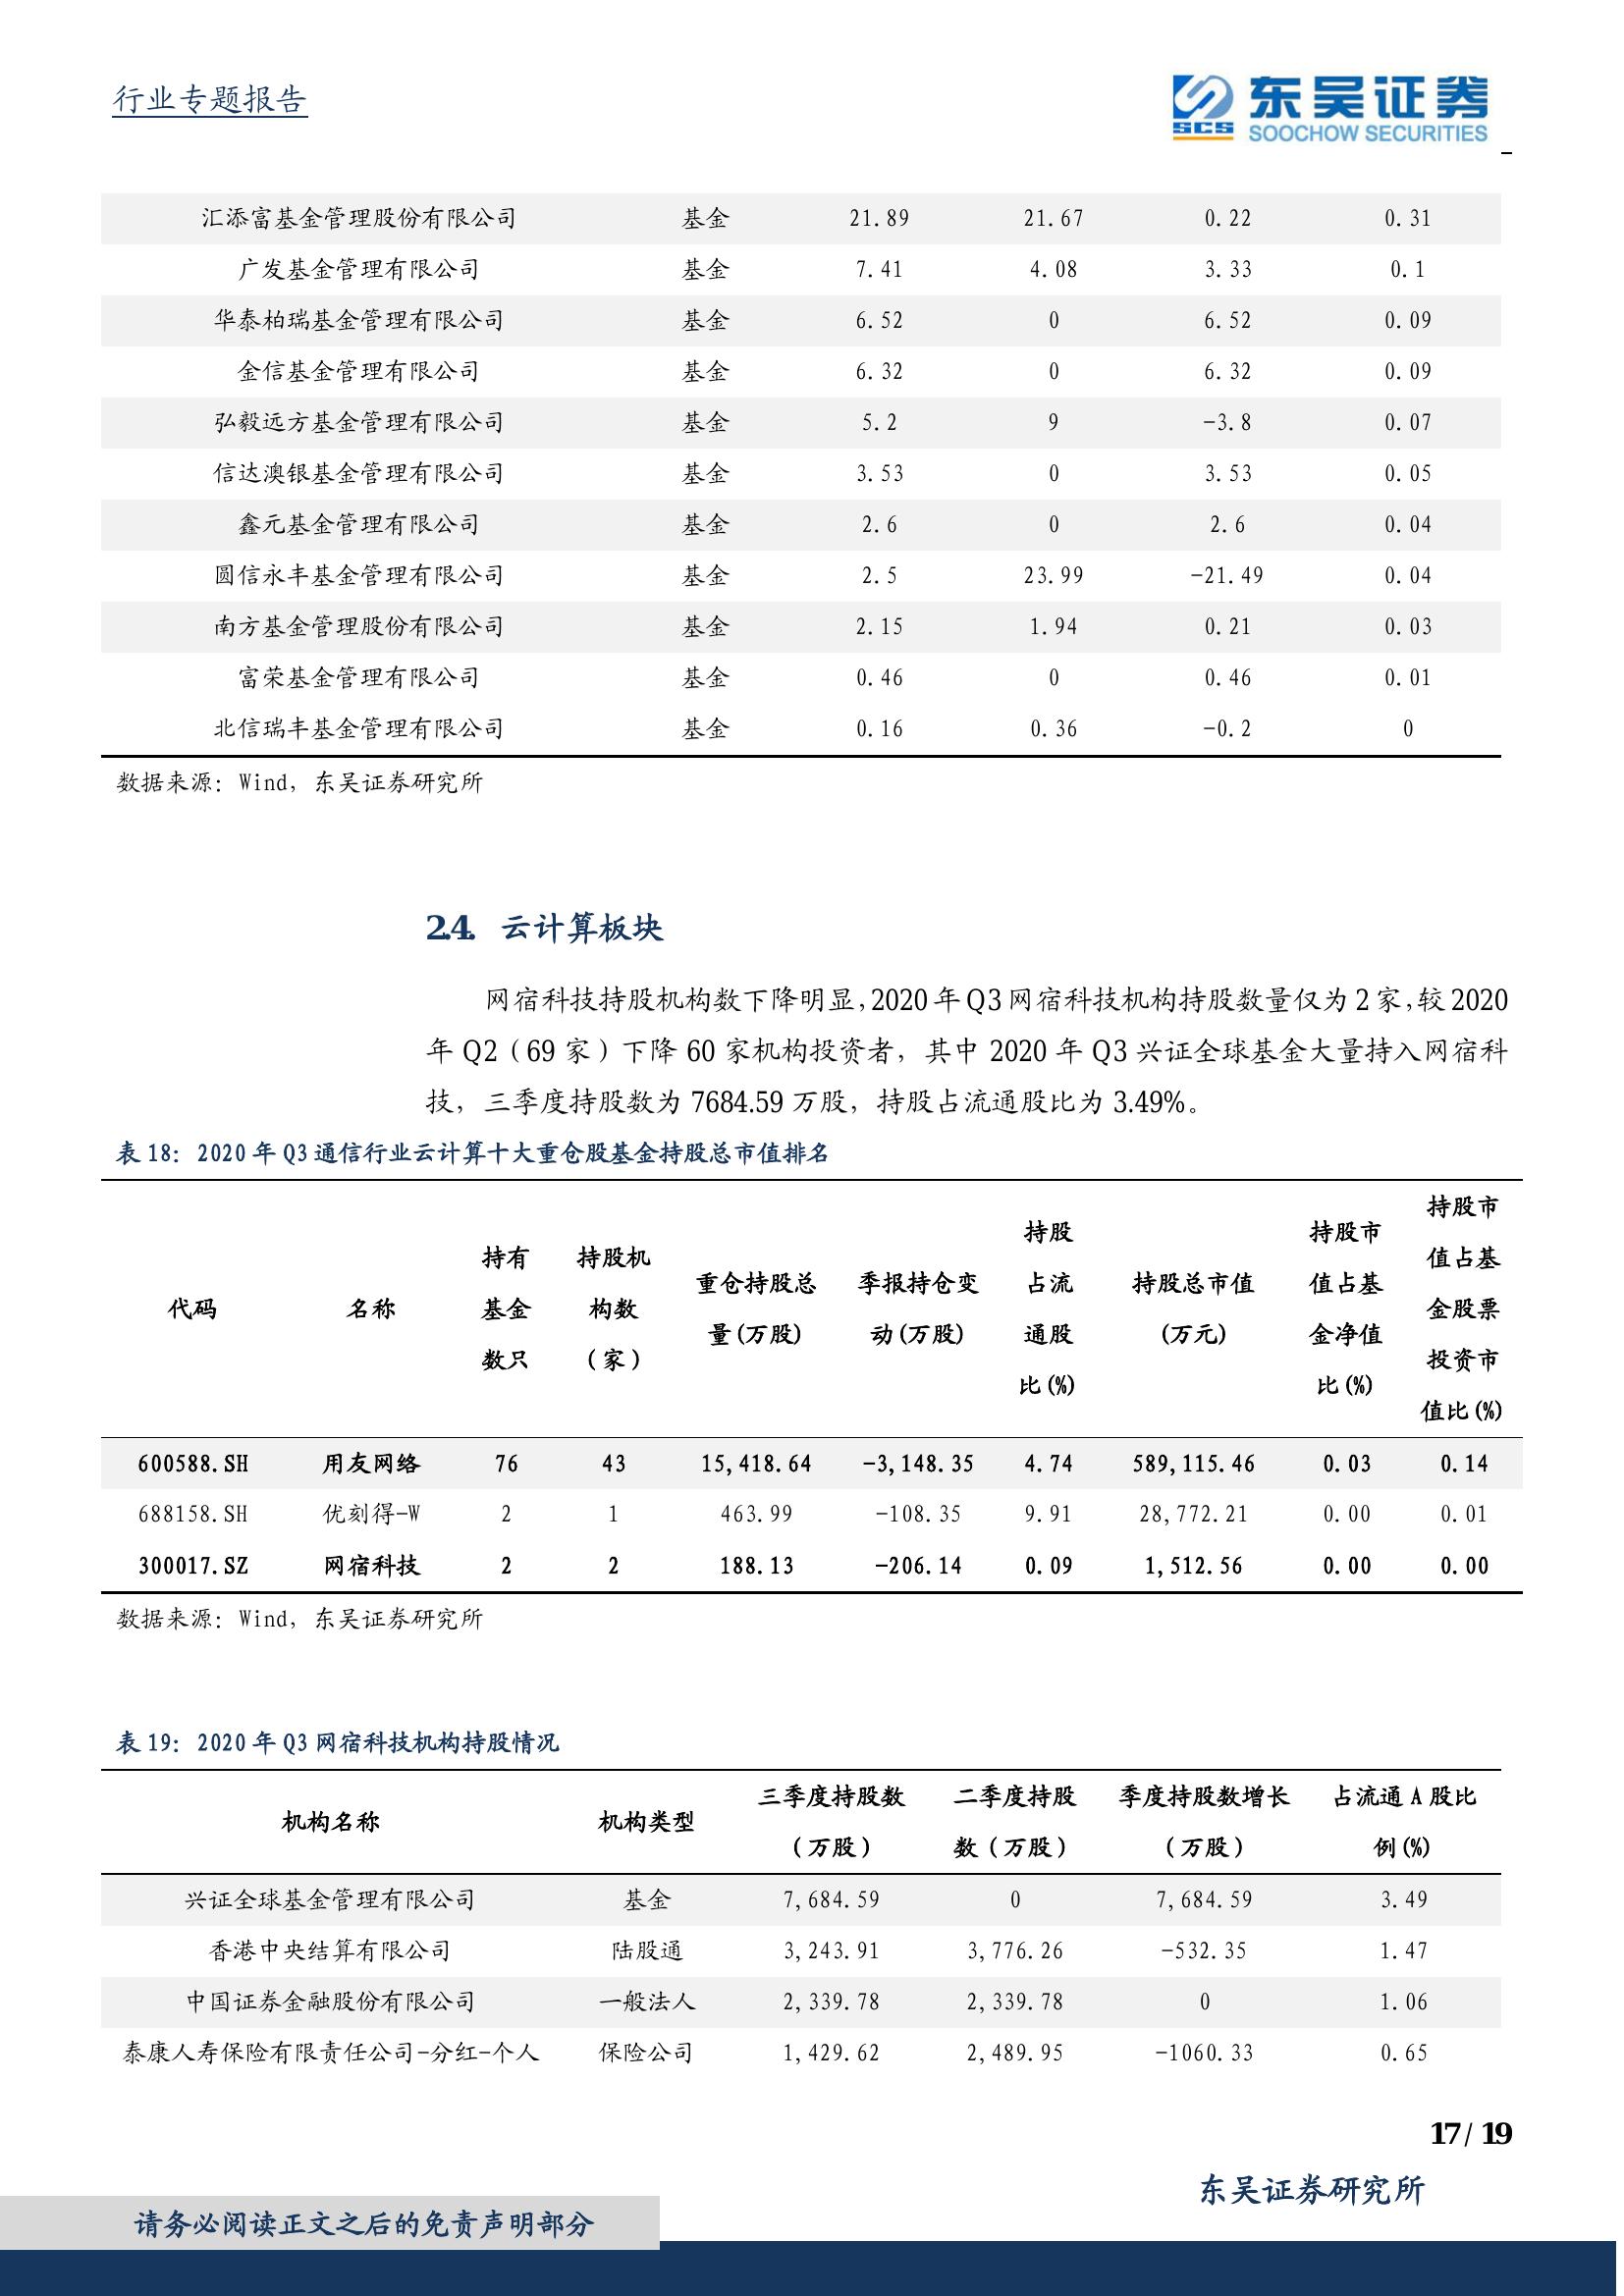 行业专题报告
东吴证券
SCS
SOOCHOW SECURITIES
汇添富基金管理股份有限公司 基金 21.89 21.67 0.22 0.31
广发基金管理有限公司 基金 7.41 4.08 3.33 0.1
华泰柏瑞基金管理有限公司 基金 6.52 0 6.52 0.09
金信基金管理有限公司 基金 6.32 0 6.32 0.09
弘毅远方基金管理有限公司 基金 5.2 9 -3.8 0.07
信达澳银基金管理有限公司 基金 3.53 0 3.53 0.05
鑫元基金管理有限公司 基金 2.6 0 2.6 0.04
圆信永丰基金管理有限公司 基金 2.5 23.99 -21.49 0.04
南方基金管理股份有限公司 基金 2.15 1.94 0.21 0.03
富荣基金管理有限公司 基金 0.46 0 0.46 0.01
北信瑞丰基金管理有限公司 基金 0.16 0.36 -0.2 0
数据来源：Wind，东吴证券研究所
2.4. 云计算板块
网宿科技持股机构数下降明显，2020 年 Q3 网宿科技机构持股数量仅为 2 家，较 2020
年 Q2（69 家）下降 60 家机构投资者，其中 2020 年 Q3 兴证全球基金大量持入网宿科
技，三季度持股数为 7684.59 万股，持股占流通股比为 3.49%。
表 18：2020 年 Q3 通信行业云计算十大重仓股基金持股总市值排名
代码 名称 持有基金数只 持股机构数（家） 重仓持股总量(万股) 季报持仓变动(万股) 持股占流通股比(%) 持股总市值(万元) 持股市值占基金净值比(%) 持股市值占基金股票投资市值比(%)
600588.SH 用友网络 76 43 15,418.64 -3,148.35 4.74 589,115.46 0.03 0.14
688158.SH 优刻得-W 2 1 463.99 -108.35 9.91 28,772.21 0.00 0.01
300017.SZ 网宿科技 2 2 188.13 -206.14 0.09 1,512.56 0.00 0.00
数据来源：Wind，东吴证券研究所
表 19：2020 年 Q3 网宿科技机构持股情况
机构名称 机构类型 三季度持股数（万股） 二季度持股数（万股） 季度持股数增长（万股） 占流通 A 股比例(%)
兴证全球基金管理有限公司 基金 7,684.59 0 7,684.59 3.49
香港中央结算有限公司 陆股通 3,243.91 3,776.26 -532.35 1.47
中国证券金融股份有限公司 一般法人 2,339.78 2,339.78 0 1.06
泰康人寿保险有限责任公司-分红-个人 保险公司 1,429.62 2,489.95 -1060.33 0.65
17 / 19
东吴证券研究所
请务必阅读正文之后的免责声明部分